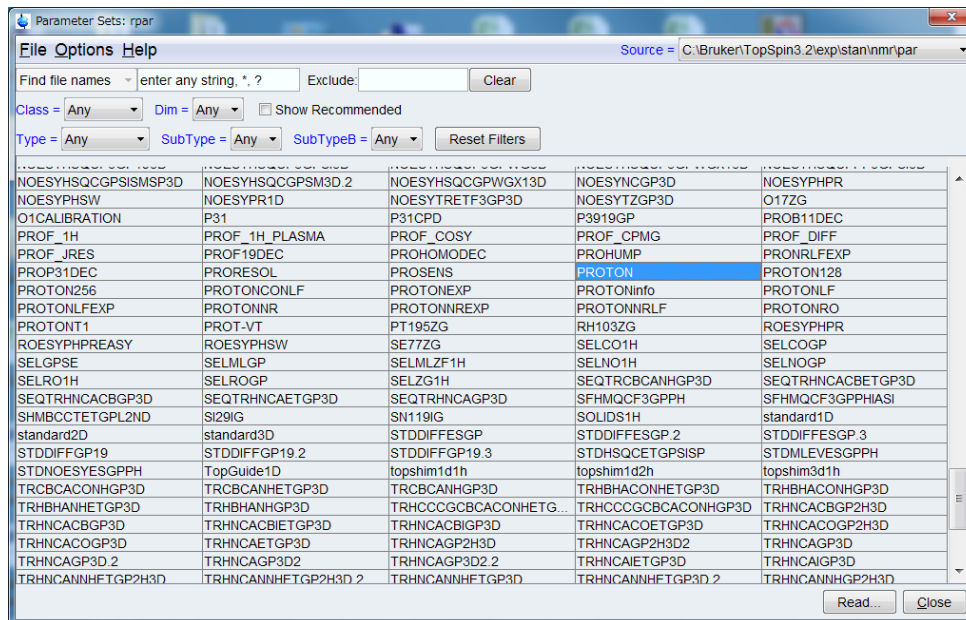 Parameter Sets: rpar
File Options Help Source = C:\Bruker\TopSpin3.2\exp\stan\nmr\par
Find file names enter any string, *, ? Exclude: Clear
Class = Any Dim = Any Show Recommended
Type = Any SubType = Any SubTypeB = Any Reset Filters
NOESYHSQCGPSISMSP3D NOESYHSQCGPSM3D.2 NOESYHSQCGPWGX13D NOESYNCGP3D NOESYPHPR
NOESYPHSW NOESYPR1D NOESYTRETF3GP3D NOESYTZGP3D O17ZG
O1CALIBRATION P31 P31CPD P3919GP PROB11DEC
PROF_1H PROF_1H_PLASMA PROF_COSY PROF_CPMG PROF_DIFF
PROF_JRES PROF19DEC PROHOMODEC PROHUMP PRONRLFEXP
PROP31DEC PRORESOL PROSENS PROTON PROTON128
PROTON256 PROTONCONLF PROTONEXP PROTONinfo PROTONLF
PROTONLFEXP PROTONNR PROTONNREXP PROTONNRLF PROTONRO
PROTONT1 PROT-VT PT195ZG RH103ZG ROESYPHPR
ROESYPHPREASY ROESYPHSW SE77ZG SELCO1H SELCOGP
SELGPSE SELMLGP SELMLZF1H SELNO1H SELNOGP
SELRO1H SELROGP SELZG1H SEQTRCBCANHGP3D SEQTRHNCACBETGP3D
SEQTRHNCACBGP3D SEQTRHNCAETGP3D SEQTRHNCAGP3D SFHMQCF3GPPH SFHMQCF3GPPHIASI
SHMBCCTETGPL2ND SI29IG SN119IG SOLIDS1H standard1D
standard2D standard3D STDDIFFESGP STDDIFFESGP.2 STDDIFFESGP.3
STDDIFFGP19 STDDIFFGP19.2 STDDIFFGP19.3 STDHSQCETGPSISP STDMLEVESGPPH
STDNOESYESGPPH TopGuide1D topshim1d1h topshim1d2h topshim3d1h
TRCBCACONHGP3D TRCBCANHETGP3D TRCBCANHGP3D TRHBHACONHETGP3D TRHBHACONHGP3D
TRHBHANHETGP3D TRHBHANHGP3D TRHCCCGCBCACONHETG... TRHCCCGCBCACONHGP3D TRHNCACBGP2H3D
TRHNCACBGP3D TRHNCACBIETGP3D TRHNCACBIGP3D TRHNCACOETGP3D TRHNCACOGP2H3D
TRHNCACOGP3D TRHNCAETGP3D TRHNCAGP2H3D TRHNCAGP2H3D2 TRHNCAGP3D
TRHNCAGP3D.2 TRHNCAGP3D2 TRHNCAGP3D2.2 TRHNCAIETGP3D TRHNCAIGP3D
TRHNCANNHETGP2H3D TRHNCANNHETGP2H3D.2 TRHNCANNHETGP3D TRHNCANNHETGP3D.2 TRHNCANNHGP2H3D
Read... Close